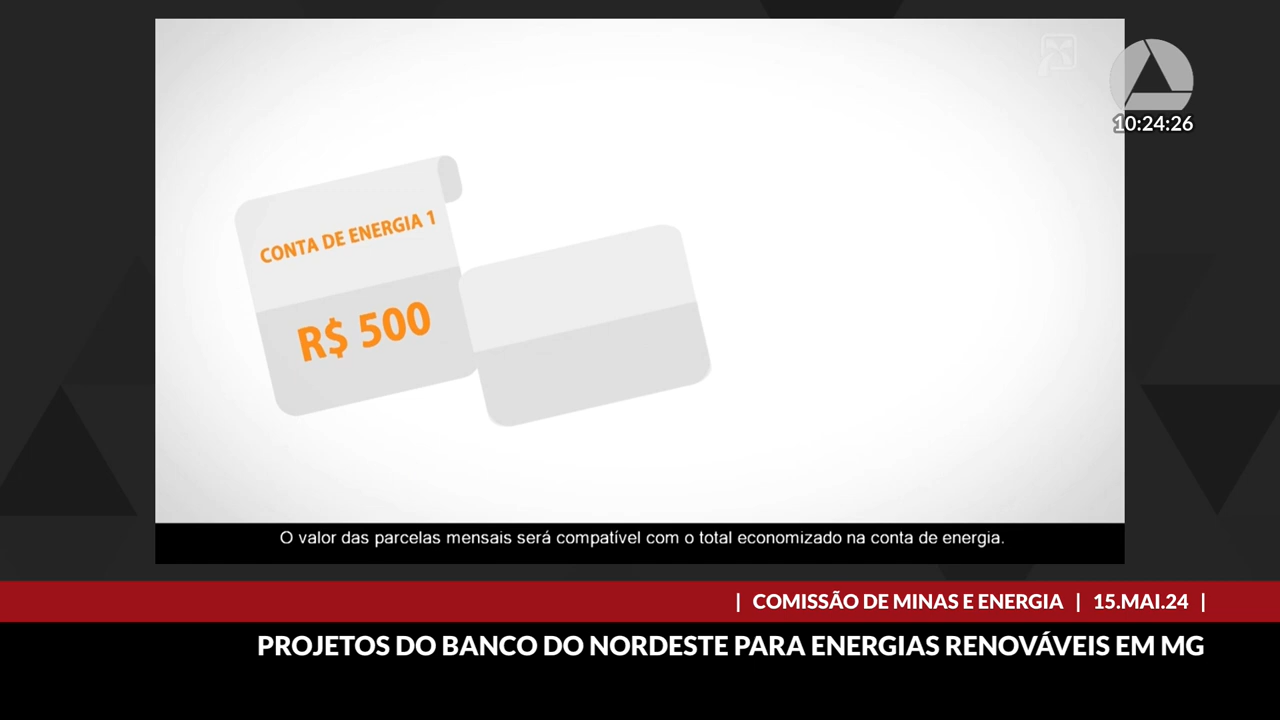 10:24:26
CONTA DE ENERGIA 1
R$ 500
O valor das parcelas mensais será compatível com o total economizado na conta de energia.
| COMISSÃO DE MINAS E ENERGIA | 15.MAI.24 |
PROJETOS DO BANCO DO NORDESTE PARA ENERGIAS RENOVÁVEIS EM MG